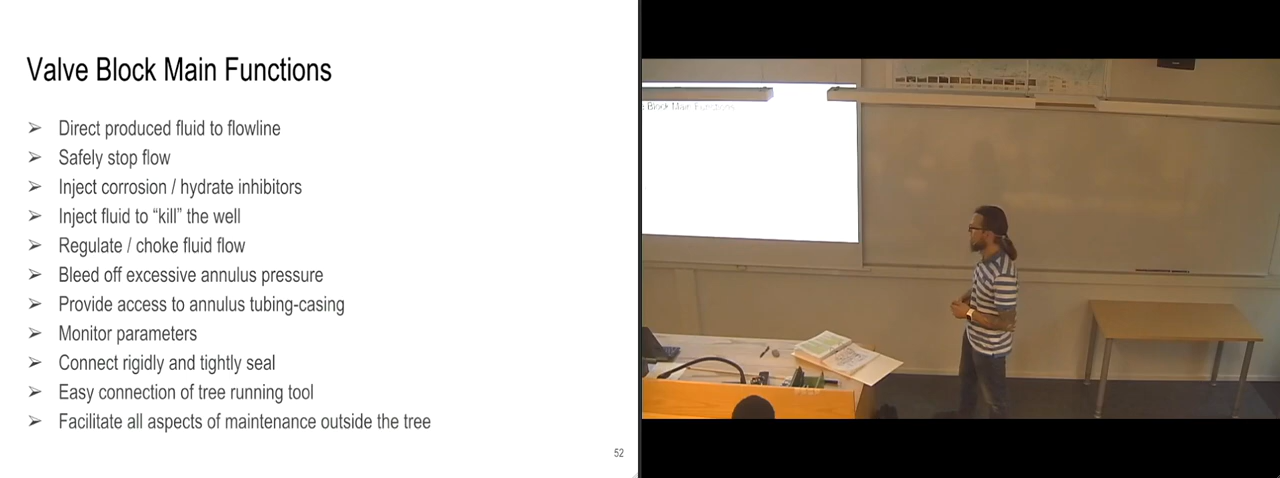 Valve Block Main Functions
➢ Direct produced fluid to flowline
➢ Safely stop flow
➢ Inject corrosion / hydrate inhibitors
➢ Inject fluid to “kill” the well
➢ Regulate / choke fluid flow
➢ Bleed off excessive annulus pressure
➢ Provide access to annulus tubing-casing
➢ Monitor parameters
➢ Connect rigidly and tightly seal
➢ Easy connection of tree running tool
➢ Facilitate all aspects of maintenance outside the tree
52
Block Main Functions